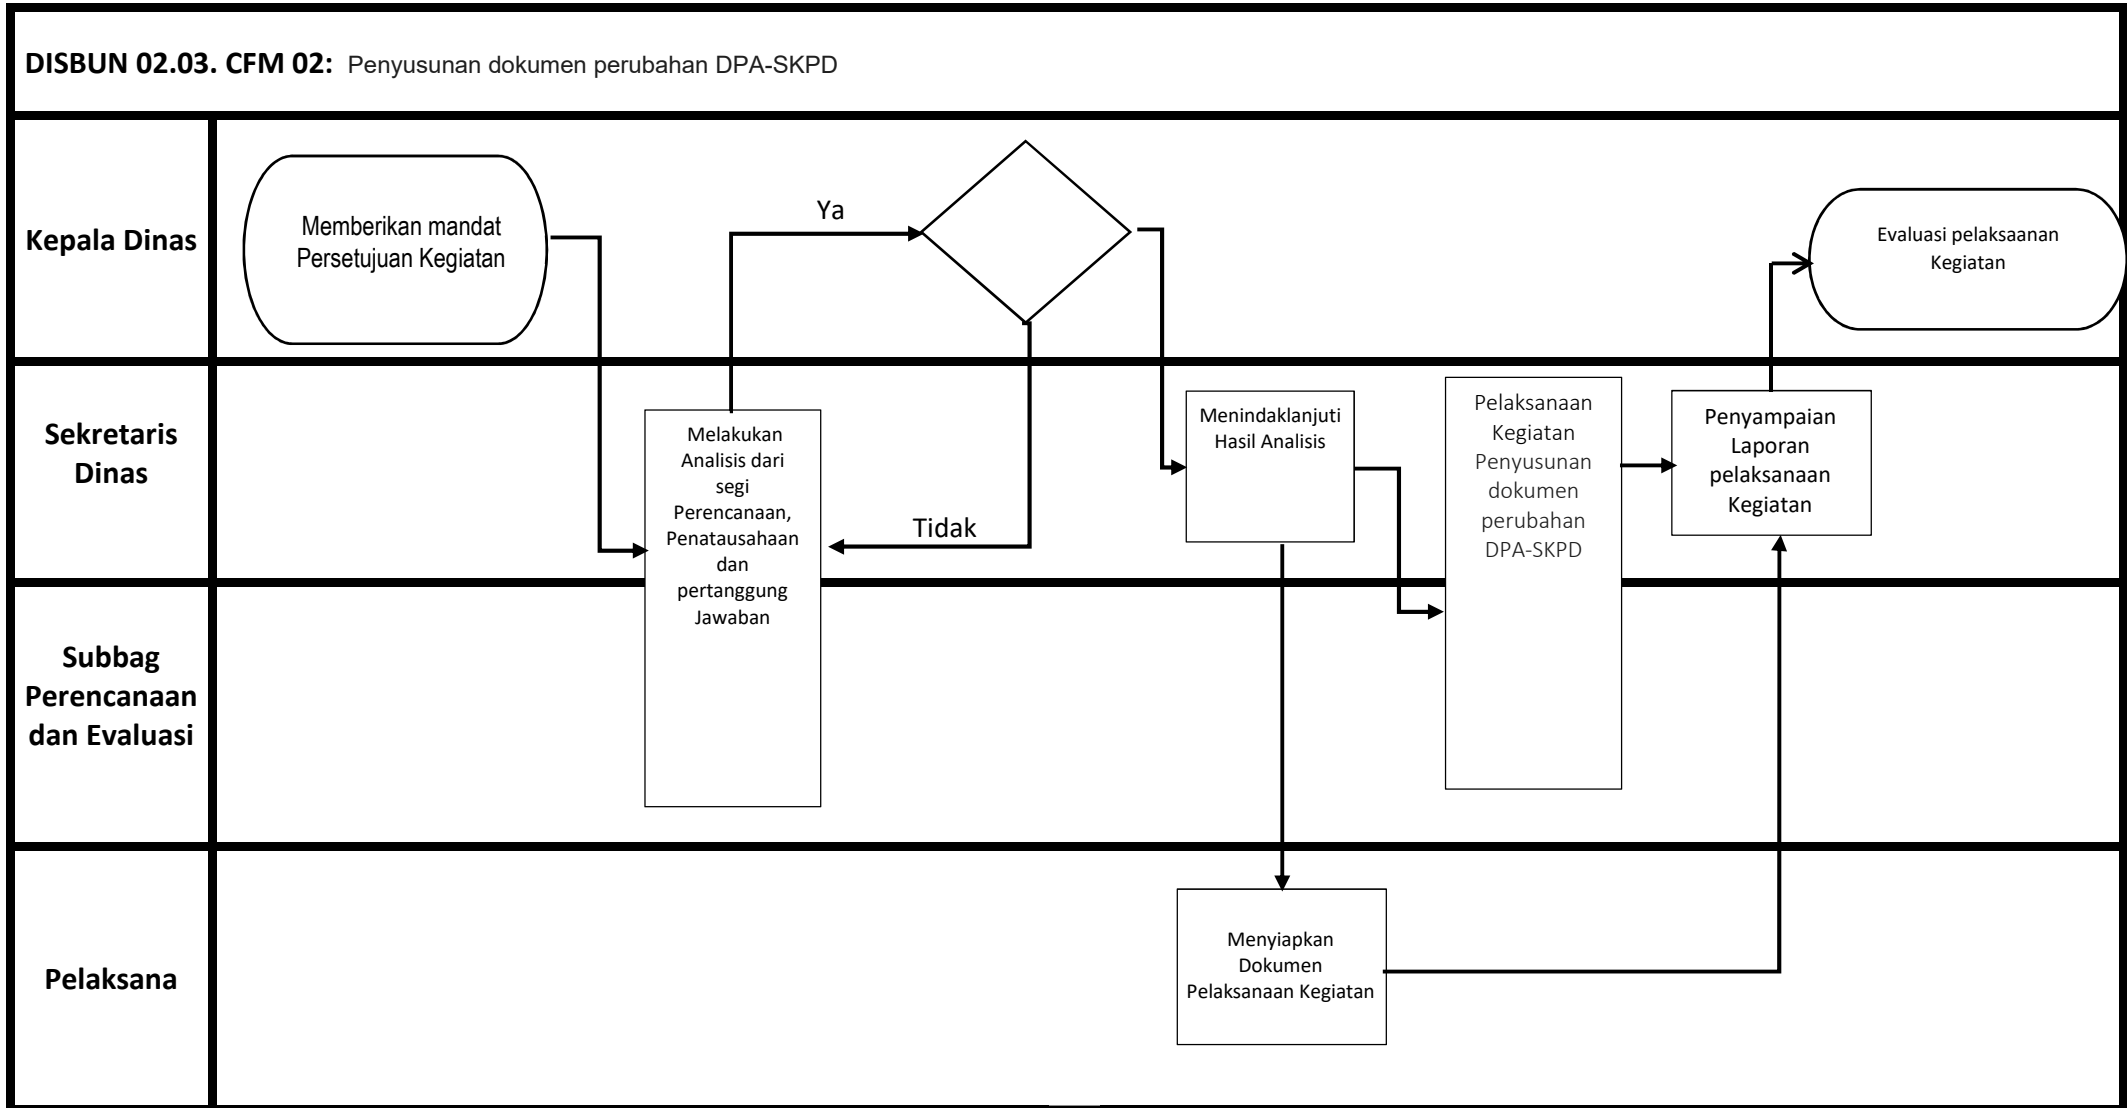 DISBUN 02.03. CFM 02: Penyusunan dokumen perubahan DPA-SKPD
Kepala Dinas
Memberikan mandat
Persetujuan Kegiatan
Ya
Evaluasi pelaksaanan
Kegiatan
Sekretaris
Dinas
Melakukan
Analisis dari
segi
Perencanaan,
Penatausahaan
dan
pertanggung
Jawaban
Tidak
Menindaklanjuti
Hasil Analisis
Pelaksanaan
Kegiatan
Penyusunan
dokumen
perubahan
DPA-SKPD
Penyampaian
Laporan
pelaksanaan
Kegiatan
Subbag
Perencanaan
dan Evaluasi
Pelaksana
Menyiapkan
Dokumen
Pelaksanaan Kegiatan